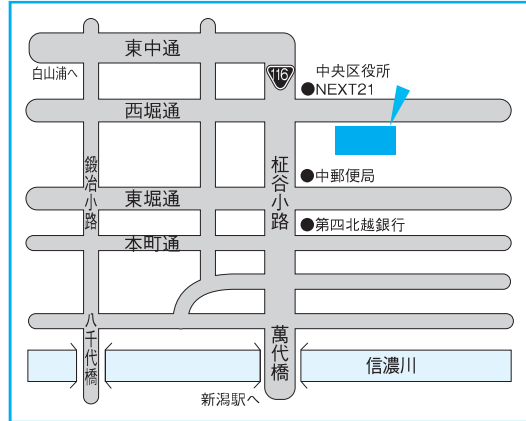 東中通
白山浦へ
116
中央区役所
●NEXT21
西堀通
鍛冶小路
柾谷小路
●中郵便局
東堀通
●第四北越銀行
本町通
八千代橋
萬代橋
信濃川
新潟駅へ